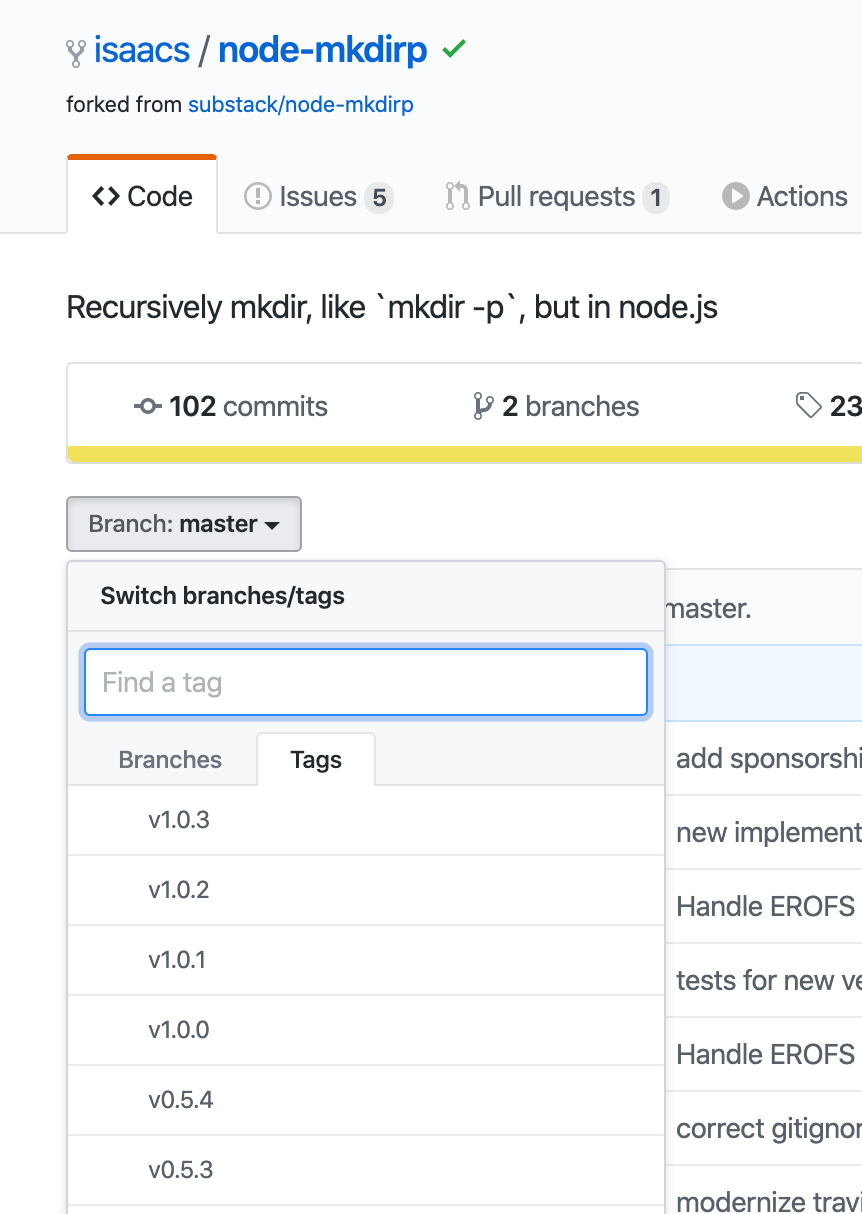 isaacs / node-mkdirp
forked from substack/node-mkdirp
Code Issues 5 Pull requests 1 Actions
Recursively mkdir, like `mkdir -p`, but in node.js
102 commits 2 branches 23
Branch: master
Switch branches/tags
master.
Find a tag
Branches Tags
add sponsorshi
v1.0.3
new implement
v1.0.2
Handle EROFS
v1.0.1
tests for new ve
v1.0.0
Handle EROFS
v0.5.4
correct gitignor
v0.5.3
modernize travi